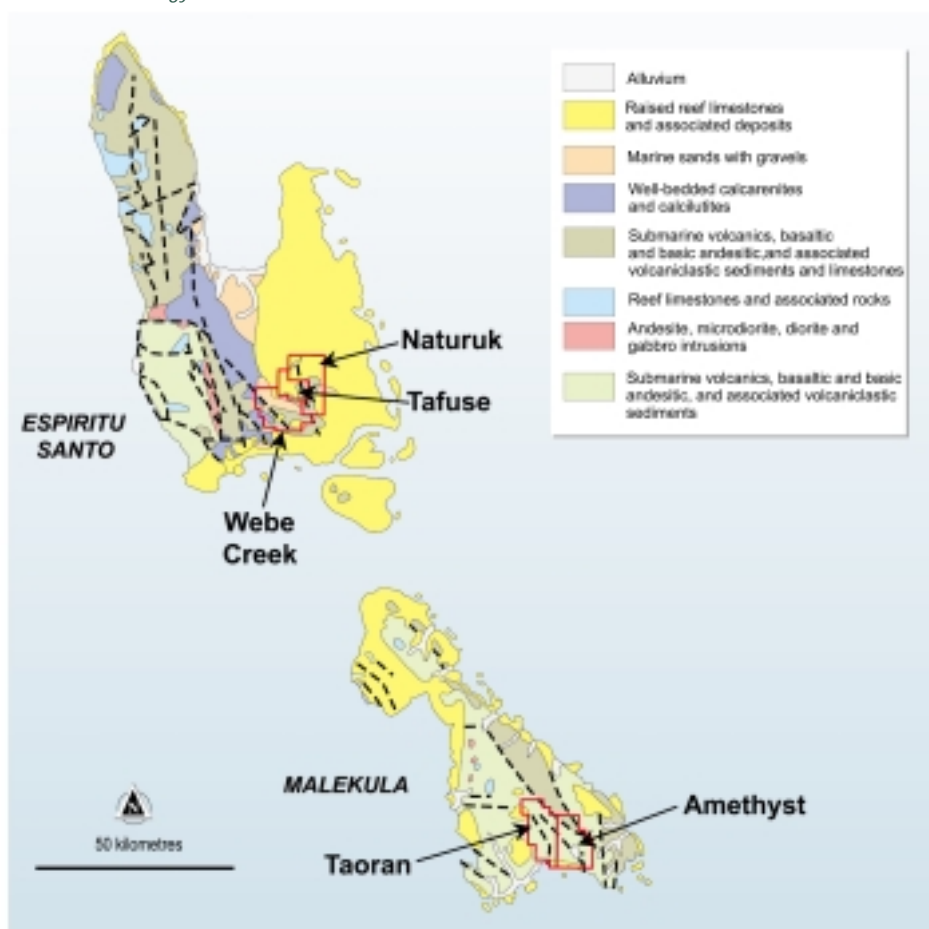 Alluvium
Raised reef limestones
and associated deposits
Marine sands with gravels
Well-bedded calcarenites
and calcilutites
Submarine volcanics, basaltic
and basic andesitic,and associated
volcaniclastic sediments and limestones
Reef limestones and associated rocks
Andesite, microdiorite, diorite and
gabbro intrusions
Submarine volcanics, basaltic and basic
andesitic, and associated volcaniclastic
sediments
Naturuk
Tafuse
ESPIRITU
SANTO
Webe
Creek
MALEKULA
Amethyst
Taoran
N
50 kilometres